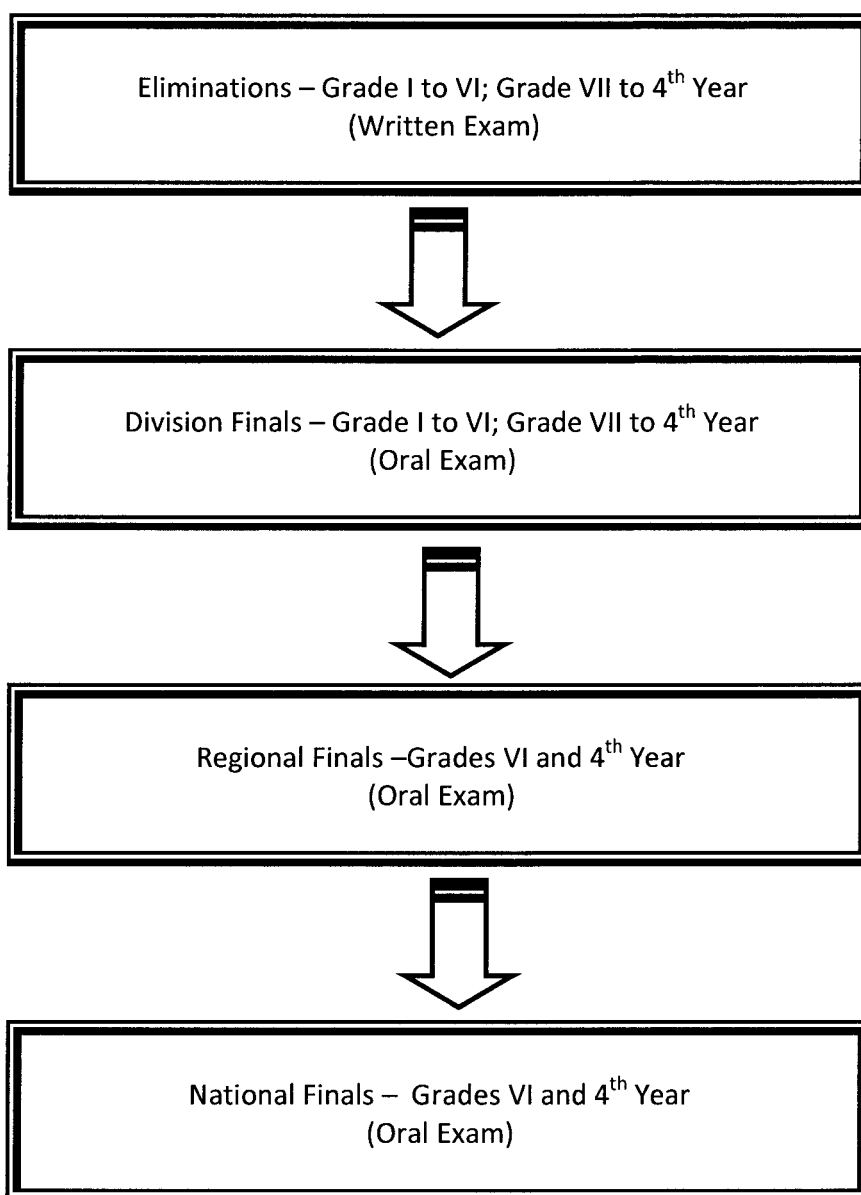 Eliminations – Grade I to VI; Grade VII to 4th Year
(Written Exam)
Division Finals – Grade I to VI; Grade VII to 4th Year
(Oral Exam)
Regional Finals –Grades VI and 4th Year
(Oral Exam)
National Finals – Grades VI and 4th Year
(Oral Exam)